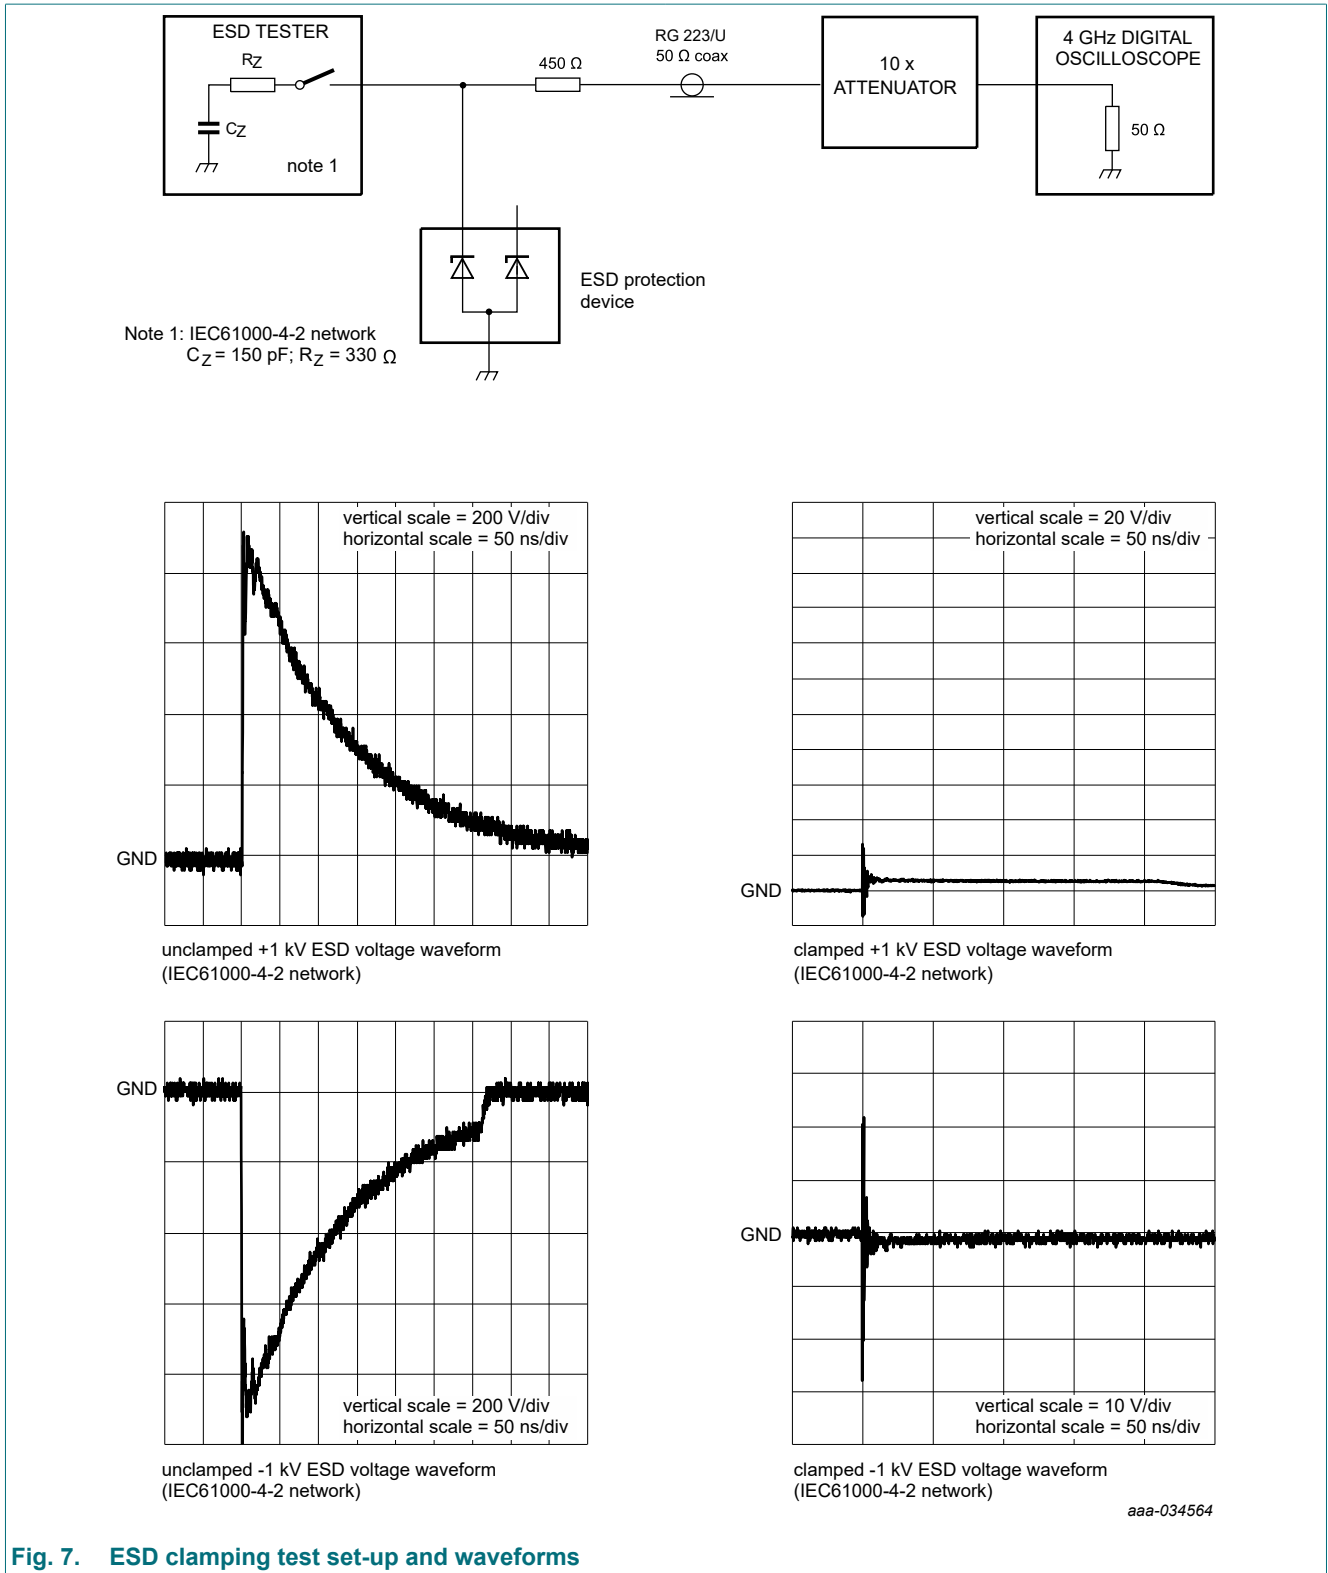 ESD TESTER
RZ
CZ
note 1
450 Ω
RG 223/U
50 Ω coax
10 x
ATTENUATOR
4 GHz DIGITAL
OSCILLOSCOPE
50 Ω
ESD protection
device
Note 1: IEC61000-4-2 network
CZ = 150 pF; RZ = 330 Ω
vertical scale = 200 V/div
horizontal scale = 50 ns/div
GND
unclamped +1 kV ESD voltage waveform
(IEC61000-4-2 network)
vertical scale = 20 V/div
horizontal scale = 50 ns/div
GND
clamped +1 kV ESD voltage waveform
(IEC61000-4-2 network)
GND
vertical scale = 200 V/div
horizontal scale = 50 ns/div
unclamped -1 kV ESD voltage waveform
(IEC61000-4-2 network)
GND
vertical scale = 10 V/div
horizontal scale = 50 ns/div
clamped -1 kV ESD voltage waveform
(IEC61000-4-2 network)
aaa-034564
Fig. 7. ESD clamping test set-up and waveforms